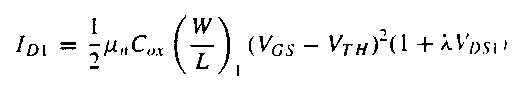 I_{D1} = \frac{1}{2} \mu_n C_{ox} \left( \frac{W}{L} \right)_1 (V_{GS} - V_{TH})^2 (1 + \lambda V_{DS1})